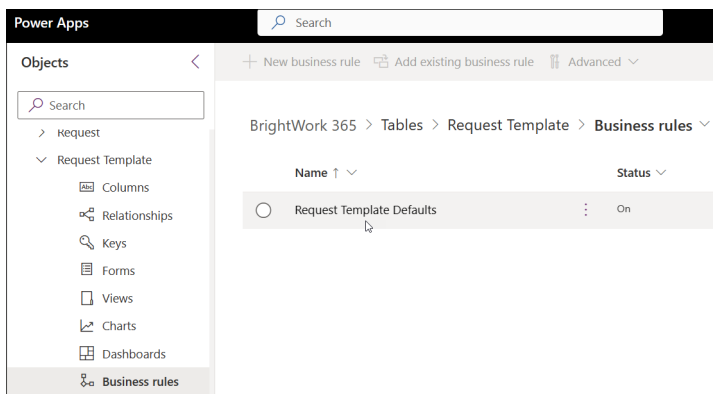 Power Apps
Search
Objects
New business rule Add existing business rule Advanced
Search
BrightWork 365 > Tables > Request Template > Business rules
Request
Request Template
Name ↑ Status
Abc Columns
Request Template Defaults On
Relationships
Keys
Forms
Views
Charts
Dashboards
Business rules